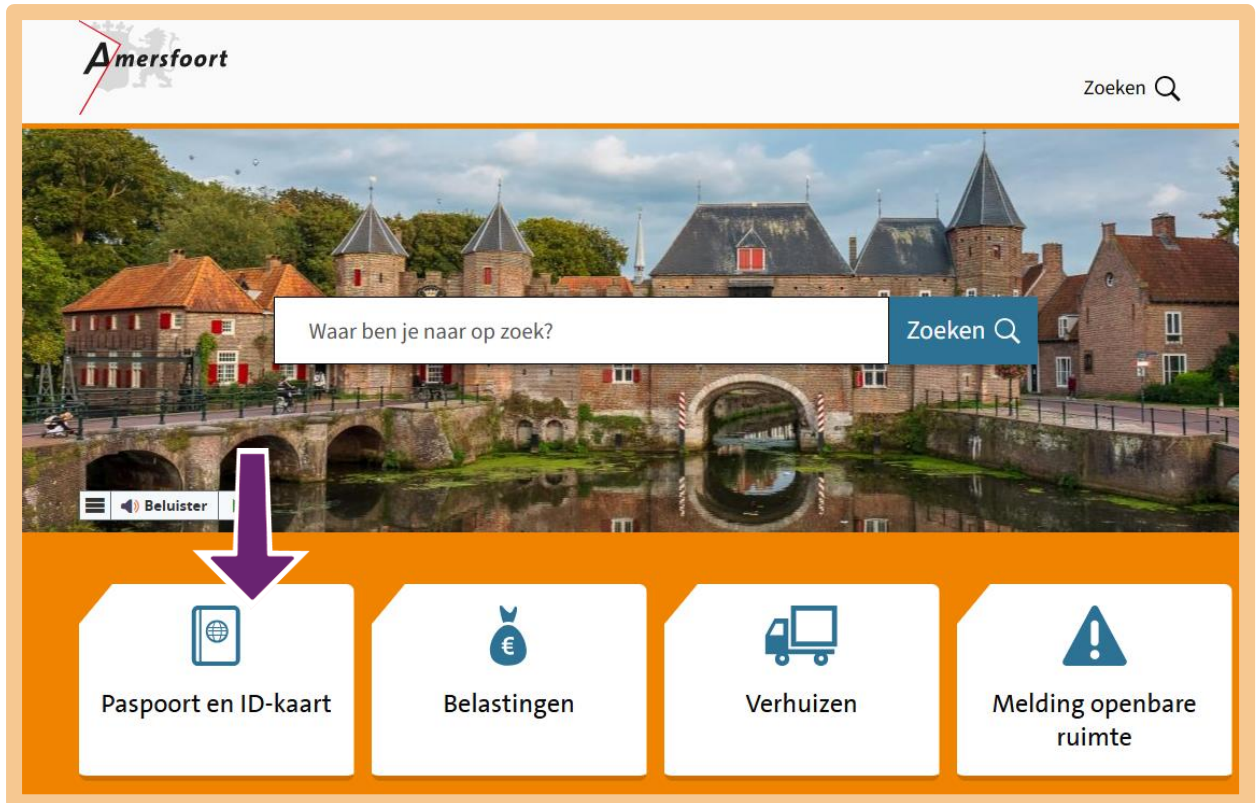 Amersfoort
Zoeken
Waar ben je naar op zoek?
Zoeken
Beluister
€
Paspoort en ID-kaart
Belastingen
Verhuizen
Melding openbare
ruimte